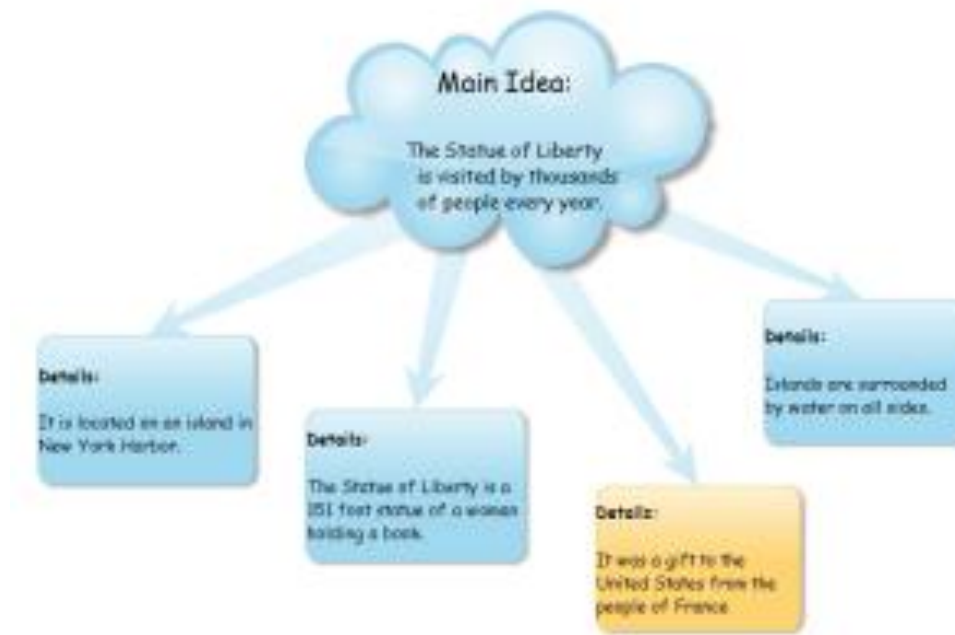 Main Idea:
The Statue of Liberty
is visited by thousands
of people every year.
Details:
It is located on an island in
New York Harbor.
Details:
The Statue of Liberty is a
151 foot statue of a woman
holding a book.
Details:
It was a gift to the
United States from the
people of France
Details:
Islands are surrounded
by water on all sides.